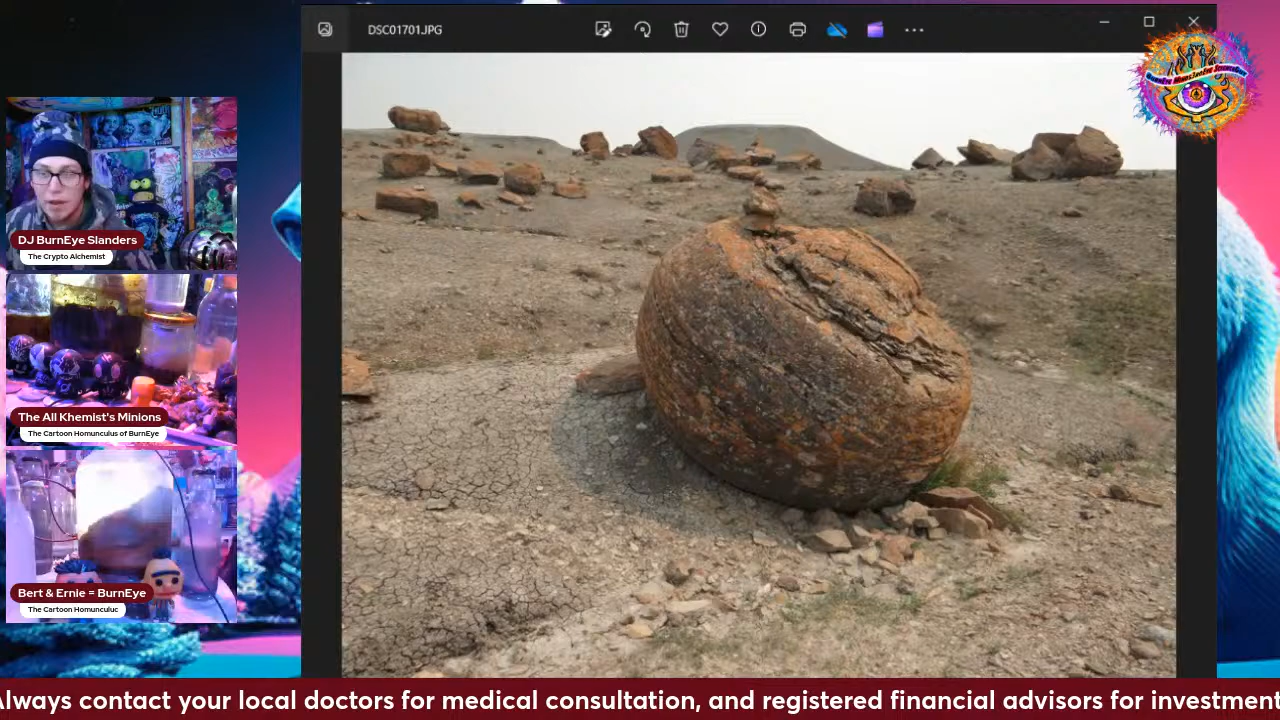 DSC01701.JPG
DJ BurnEye Slanders
The Crypto Alchemist
The All Khemist's Minions
The Cartoon Homunculus of BurnEye
Bert & Ernie = BurnEye
The Cartoon Homunculuc
Always contact your local doctors for medical consultation, and registered financial advisors for investment